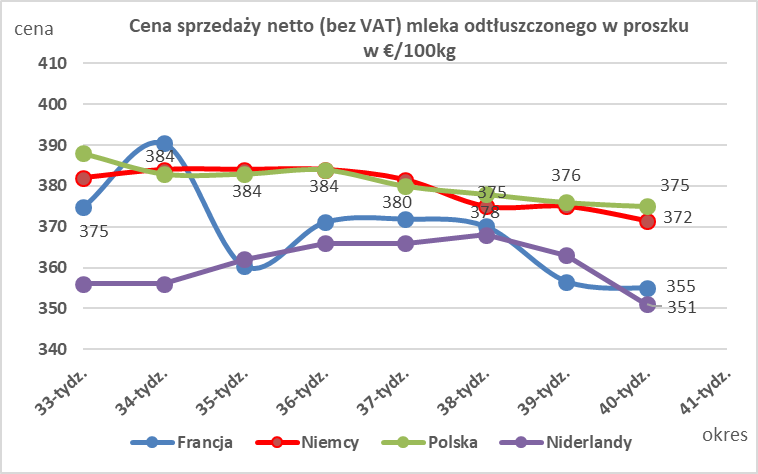 cena
Cena sprzedaży netto (bez VAT) mleka odtłuszczonego w proszku
w €/100kg
410
400
390
380
370
360
350
340
384
375
384
384
380
375
378
376
375
372
355
351
33-tydz.
34-tydz.
35-tydz.
36-tydz.
37-tydz.
38-tydz.
39-tydz.
40-tydz.
41-tydz.
okres
Francja
Niemcy
Polska
Niderlandy